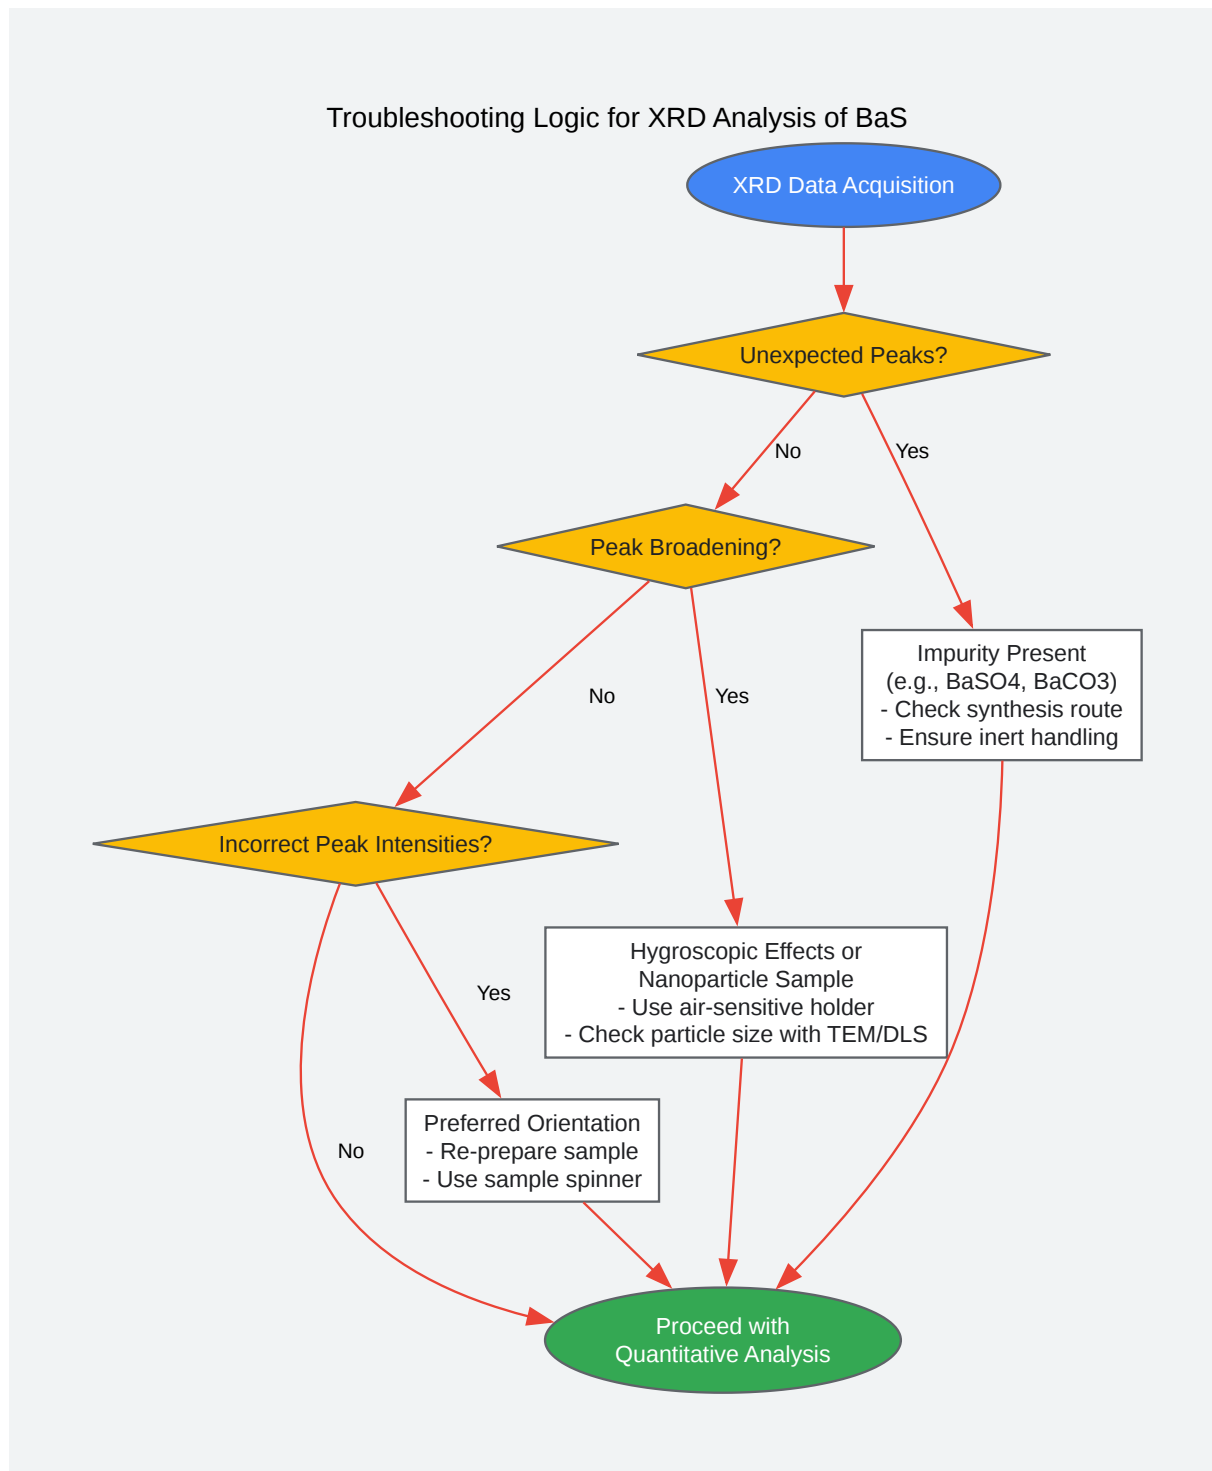 Troubleshooting Logic for XRD Analysis of BaS
XRD Data Acquisition
Unexpected Peaks?
No
Yes
Peak Broadening?
Impurity Present
(e.g., BaSO4, BaCO3)
- Check synthesis route
- Ensure inert handling
No
Yes
Incorrect Peak Intensities?
Hygroscopic Effects or
Nanoparticle Sample
- Use air-sensitive holder
- Check particle size with TEM/DLS
Yes
Preferred Orientation
- Re-prepare sample
- Use sample spinner
No
Proceed with
Quantitative Analysis